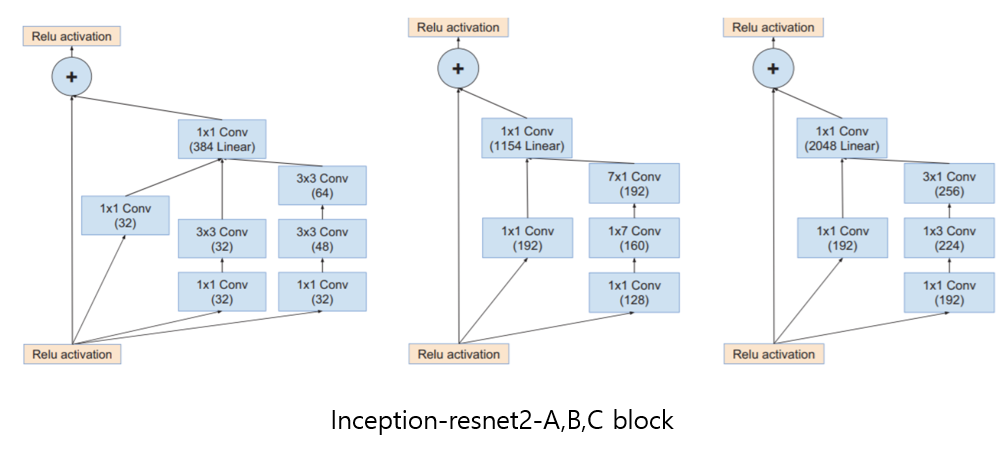 Relu activation
+
1x1 Conv
(384 Linear)
3x3 Conv
(64)
1x1 Conv
(32)
3x3 Conv
(32)
3x3 Conv
(48)
1x1 Conv
(32)
1x1 Conv
(32)
Relu activation
Relu activation
+
1x1 Conv
(1154 Linear)
7x1 Conv
(192)
1x1 Conv
(192)
1x7 Conv
(160)
1x1 Conv
(128)
Relu activation
Relu activation
+
1x1 Conv
(2048 Linear)
3x1 Conv
(256)
1x1 Conv
(192)
1x3 Conv
(224)
1x1 Conv
(192)
Relu activation
Inception-resnet2-A,B,C block